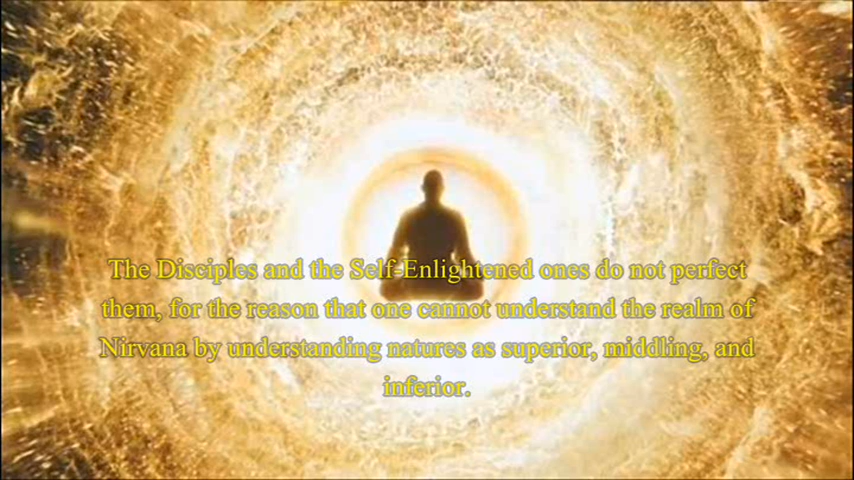 The Disciples and the Self-Enlightened ones do not perfect
them, for the reason that one cannot understand the realm of
Nirvana by understanding natures as superior, middling, and
inferior.